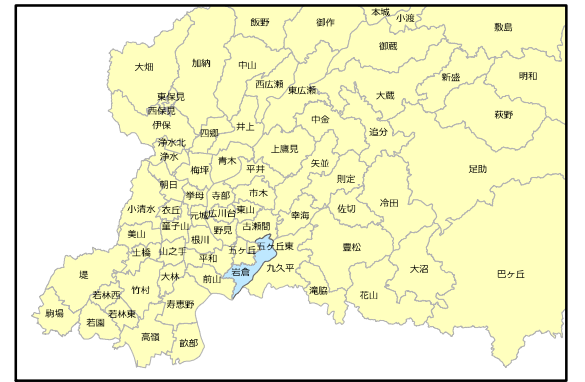 本城
小渡
飯野
御作
敷島
御蔵
加納
中山
大畑
西広瀬
東広瀬
新盛
明和
大蔵
東保見
西保見
萩野
伊保
四郷
井上
中金
追分
浄水北
浄水
上鷹見
青木
平井
矢並
足助
梅坪
則定
朝日
挙母
寺部
市木
冷田
小清水
衣丘
元城
広川台
東山
幸海
佐切
童子山
野見
古瀬間
美山
根川
土橋
山之手
平和
五ケ丘
五ケ丘東
豊松
堤
大林
前山
岩倉
九久平
大沼
巴ケ丘
若林西
竹村
滝脇
花山
寿恵野
駒場
若園
若林東
高嶺
畝部